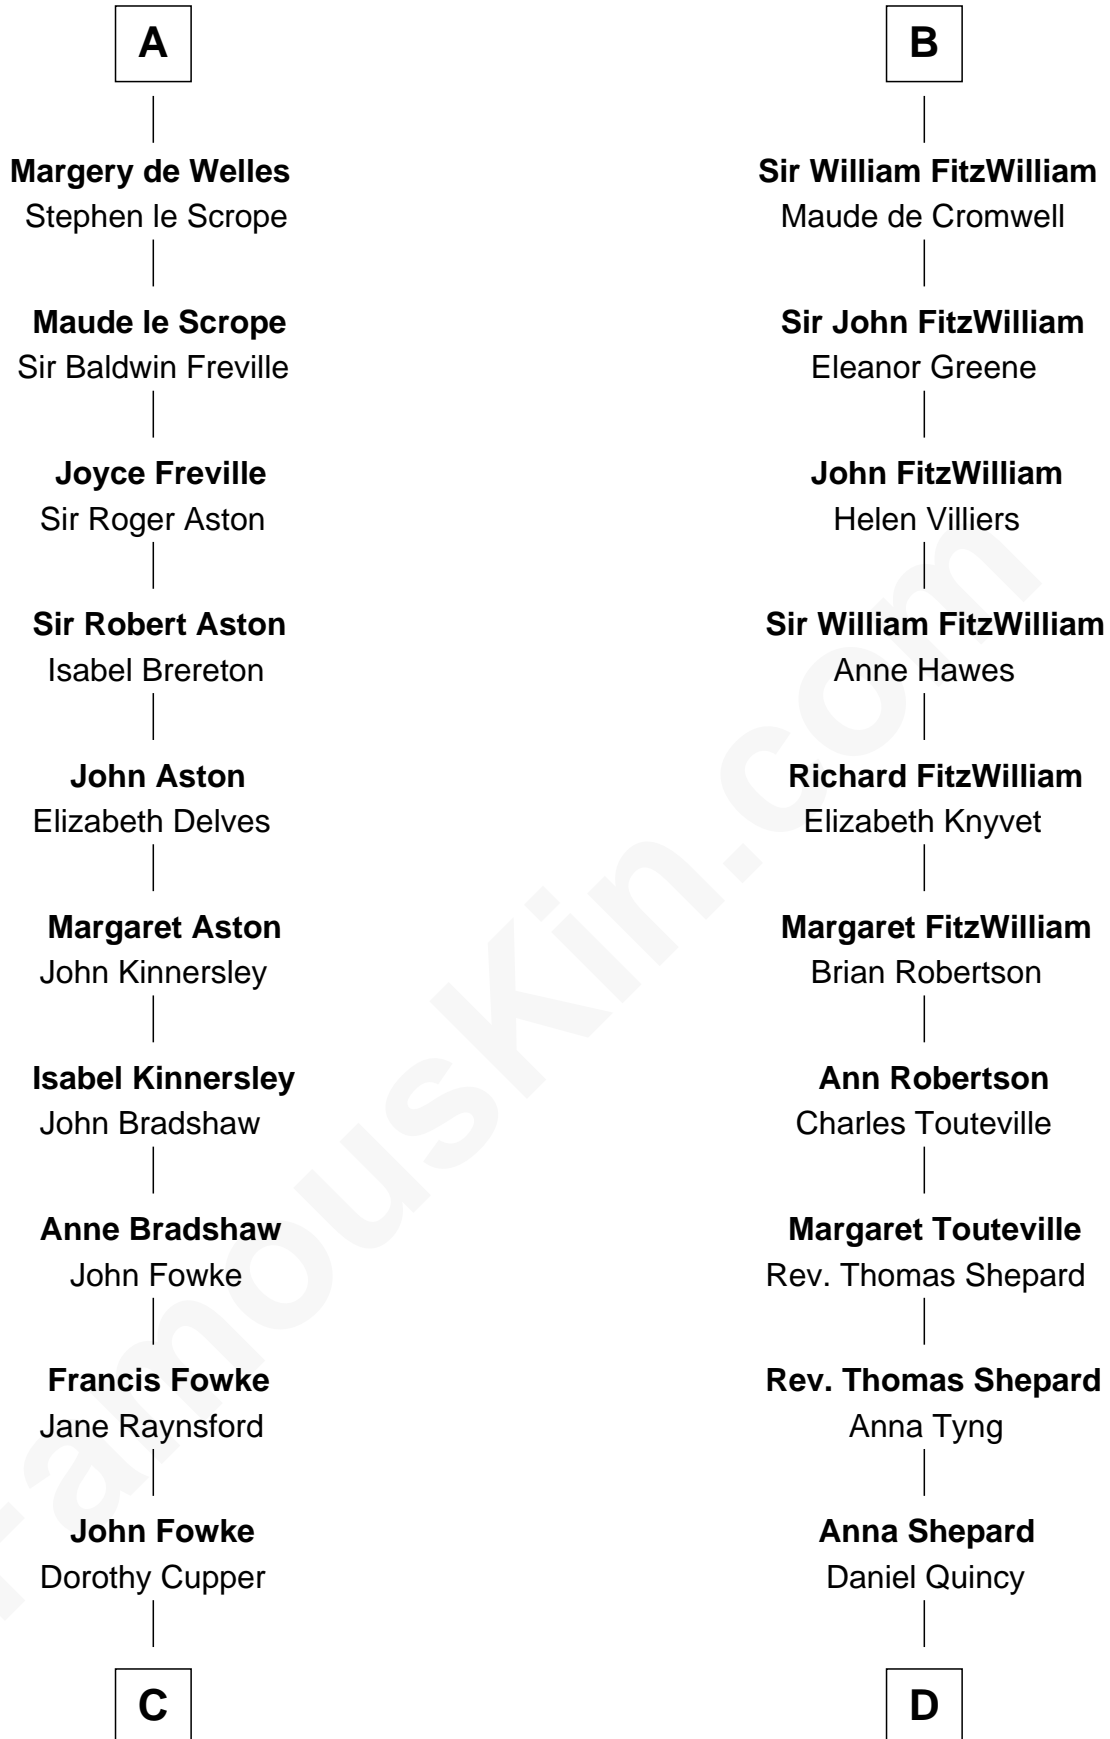 A
Margery de Welles
Stephen le Scrope
Maude le Scrope
Sir Baldwin Freville
Joyce Freville
Sir Roger Aston
Sir Robert Aston
Isabel Brereton
John Aston
Elizabeth Delves
Margaret Aston
John Kinnersley
Isabel Kinnersley
John Bradshaw
Anne Bradshaw
John Fowke
Francis Fowke
Jane Raynsford
John Fowke
Dorothy Cupper
C
B
Sir William FitzWilliam
Maude de Cromwell
Sir John FitzWilliam
Eleanor Greene
John FitzWilliam
Helen Villiers
Sir William FitzWilliam
Anne Hawes
Richard FitzWilliam
Elizabeth Knyvet
Margaret FitzWilliam
Brian Robertson
Ann Robertson
Charles Touteville
Margaret Touteville
Rev. Thomas Shepard
Rev. Thomas Shepard
Anna Tyng
Anna Shepard
Daniel Quincy
D
FamousKin.com